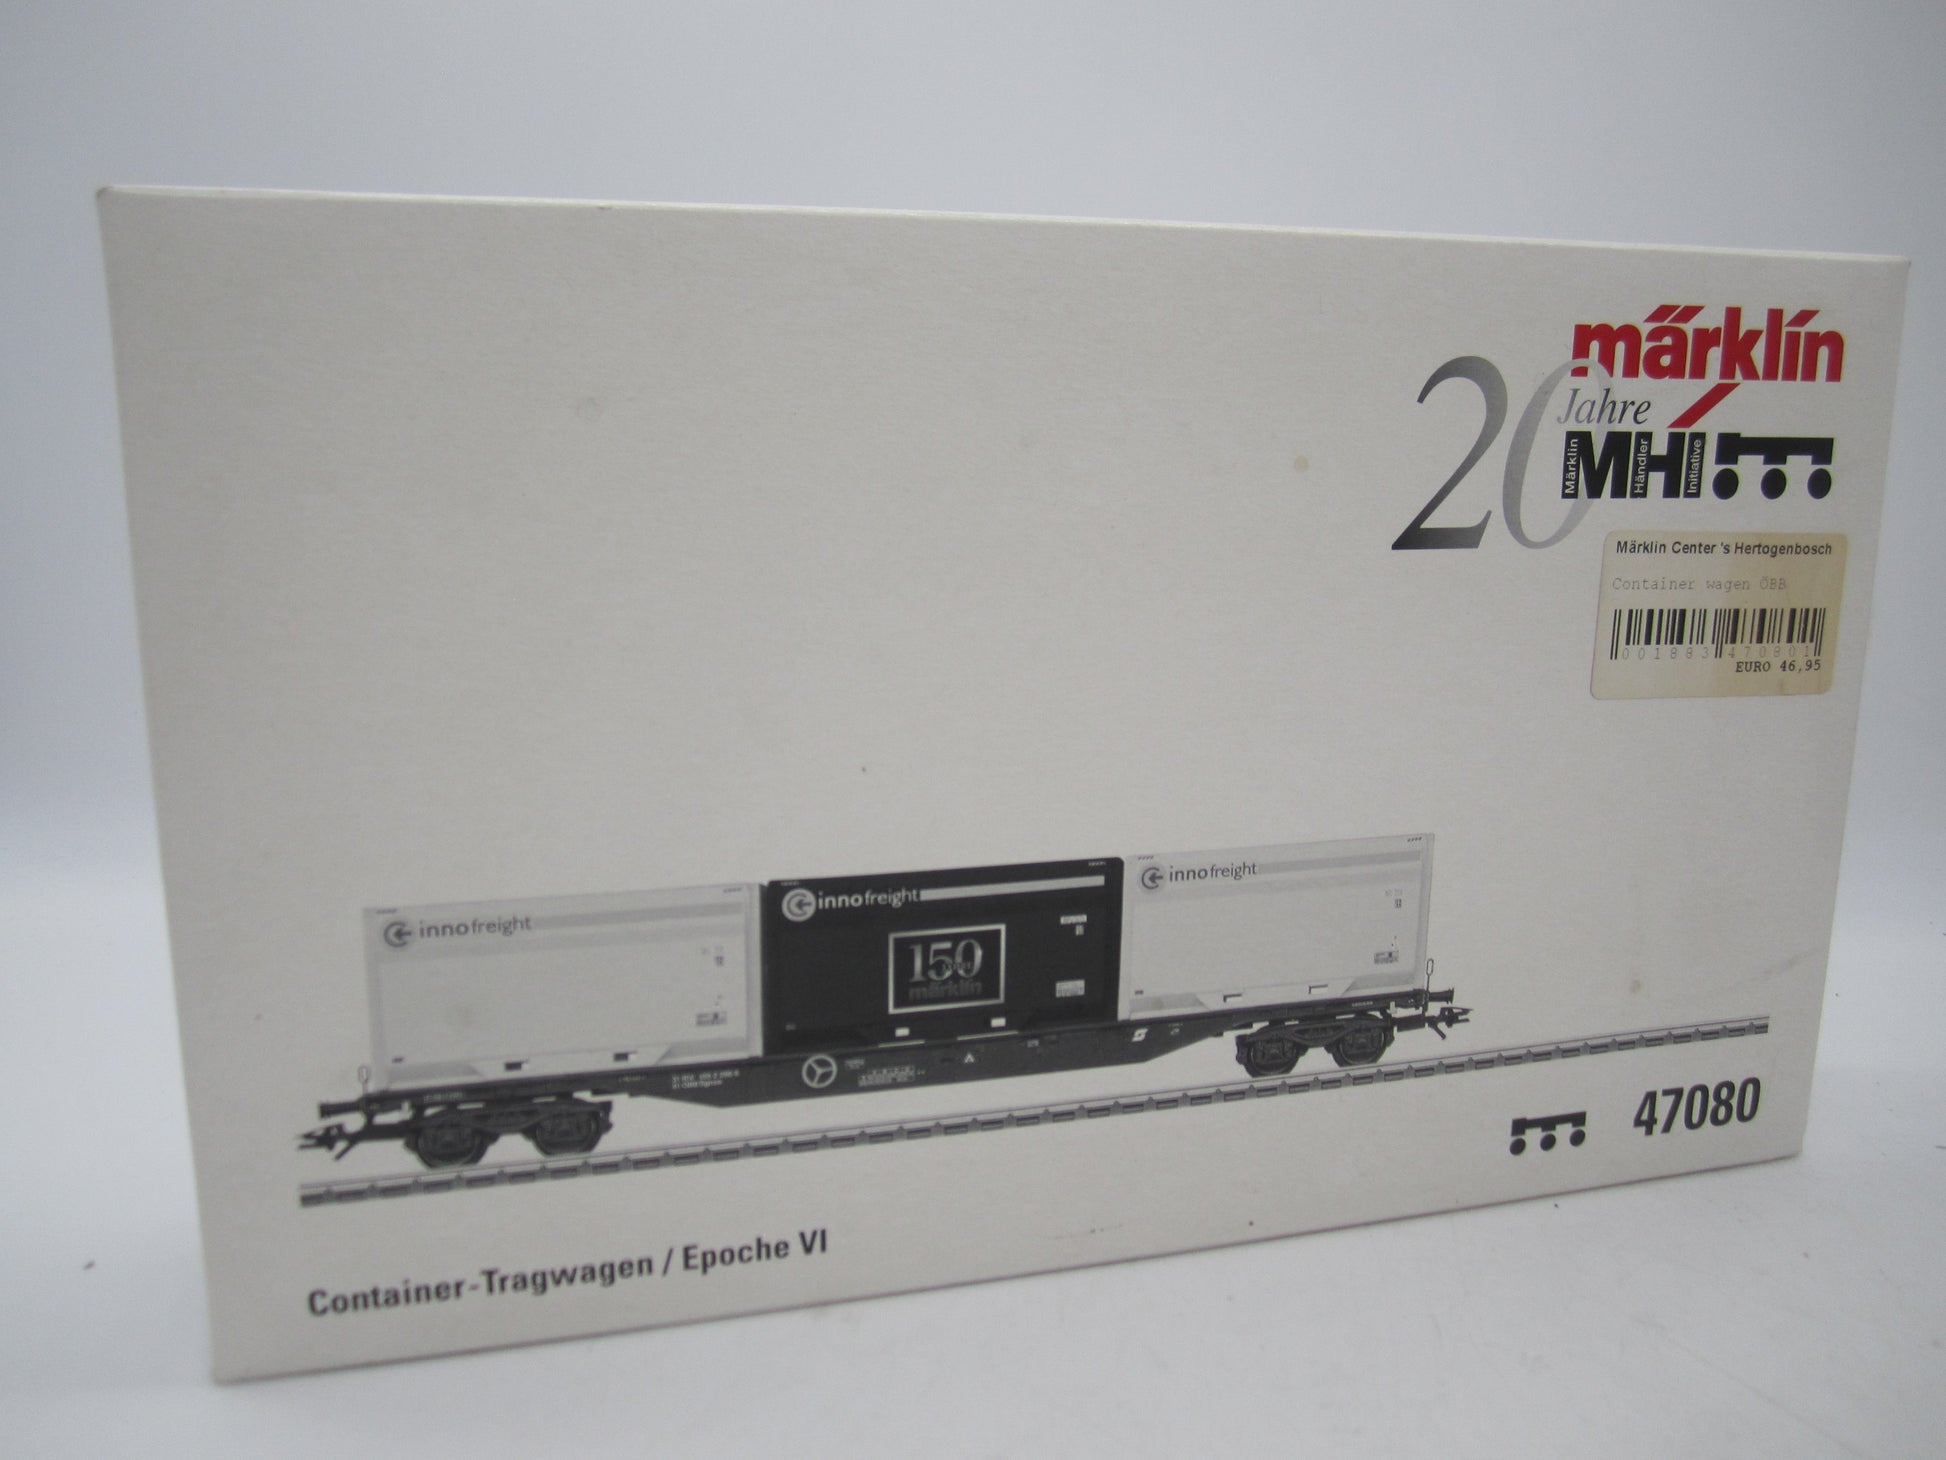 märklín
20 Jahre
MHI
Märklin
Händler
Initiative
Märklin Center 's Hertogenbosch
Container wagen ÖBB
001883 470801
EURO 46,95
innofreight
innofreight
innofreight
150
märklin
47080
Container-Tragwagen / Epoche VI